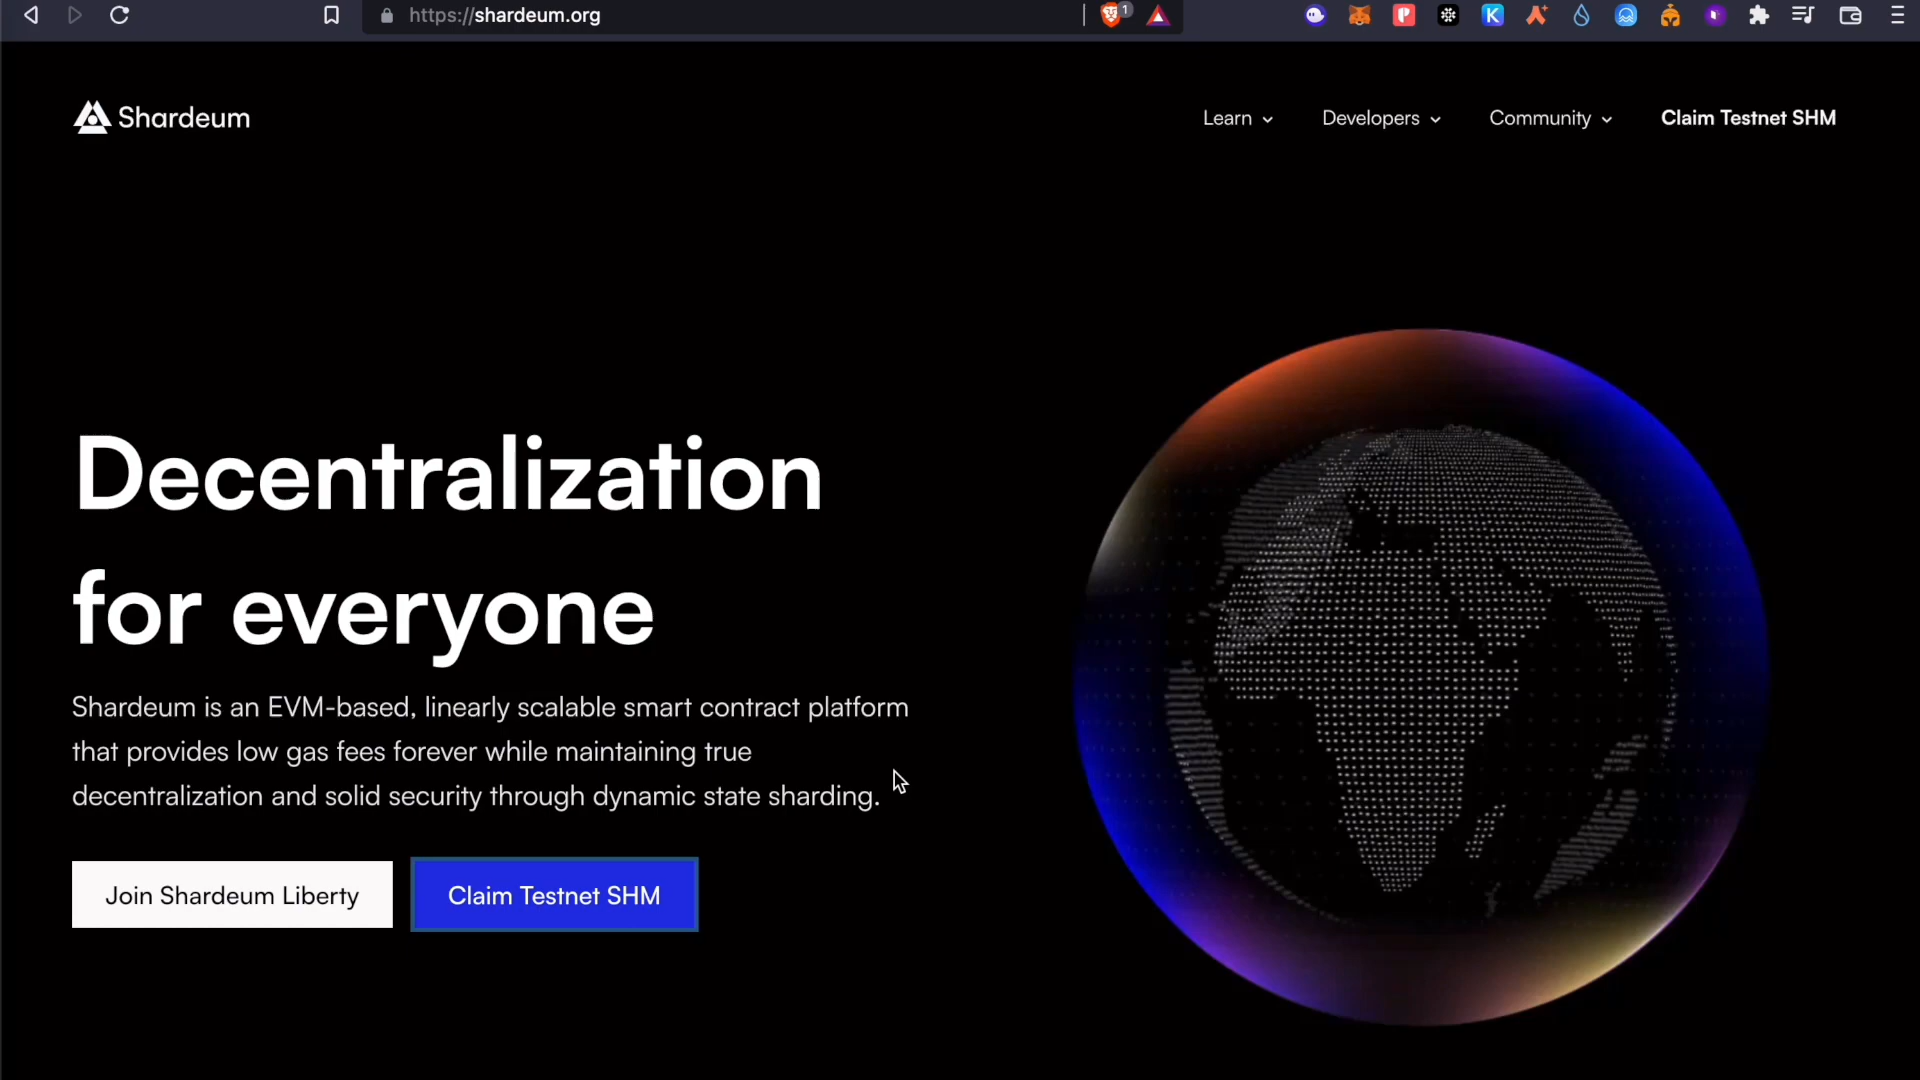 https://shardeum.org
1
Shardeum
Learn
Developers
Community
Claim Testnet SHM
Decentralization
for everyone
Shardeum is an EVM-based, linearly scalable smart contract platform
that provides low gas fees forever while maintaining true
decentralization and solid security through dynamic state sharding.
Join Shardeum Liberty
Claim Testnet SHM